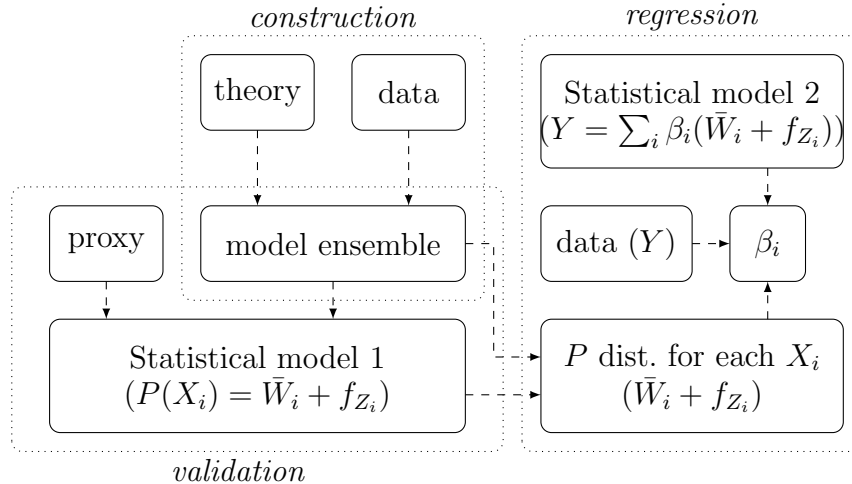 construction
regression
theory
data
Statistical model 2
(Y = ∑_i β_i(W̄_i + f_{Z_i}))
proxy
model ensemble
data (Y)
β_i
Statistical model 1
(P(X_i) = W̄_i + f_{Z_i})
P dist. for each X_i
(W̄_i + f_{Z_i})
validation